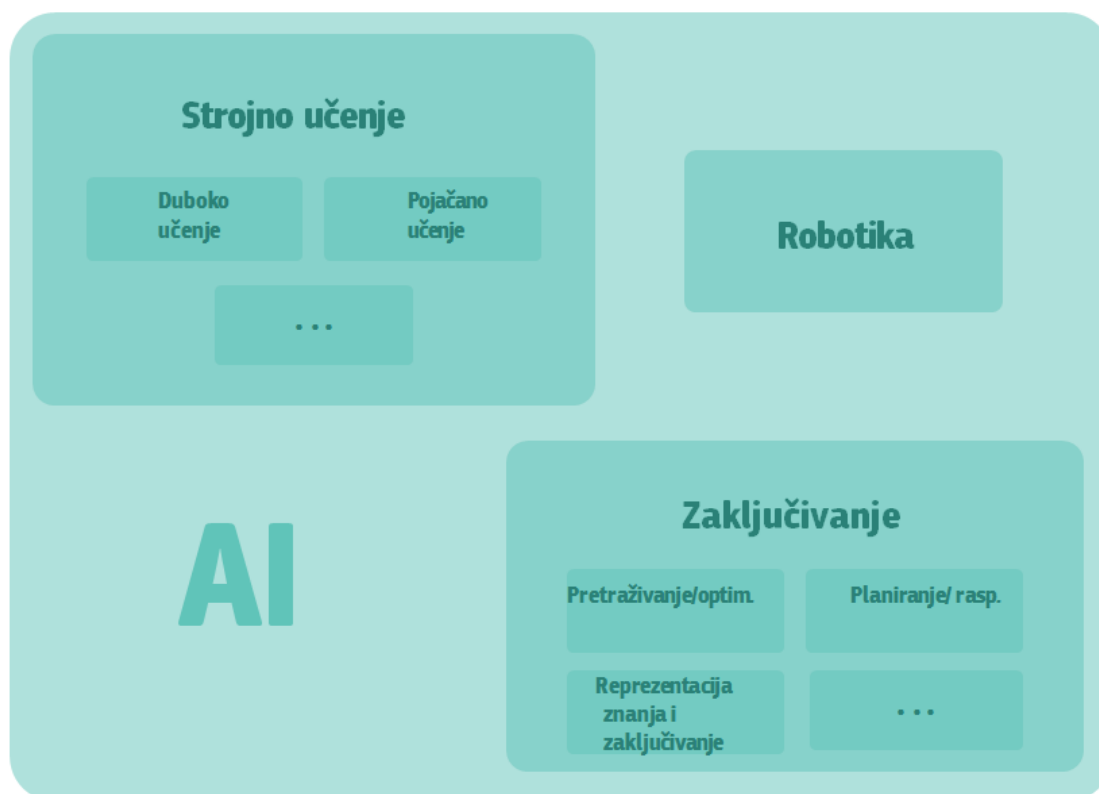 Strojno učenje
Duboko
učenje
Pojačano
učenje
...
Robotika
AI
Zaključivanje
Pretraživanje/optim.
Planiranje/ rasp.
Reprezentacija
znanja i
zaključivanje
...